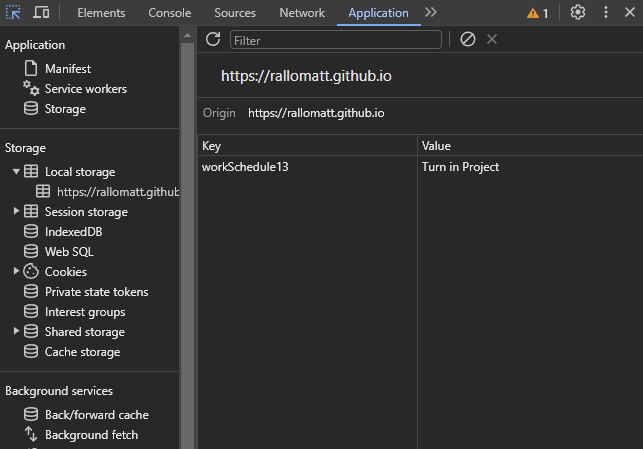 Elements Console Sources Network Application 1
Application
Manifest
Service workers
Storage
Storage
Local storage
https://rallomatt.github
Session storage
IndexedDB
Web SQL
Cookies
Private state tokens
Interest groups
Shared storage
Cache storage
Background services
Back/forward cache
Background fetch
Filter
https://rallomatt.github.io
Origin https://rallomatt.github.io
Key Value
workSchedule13 Turn in Project